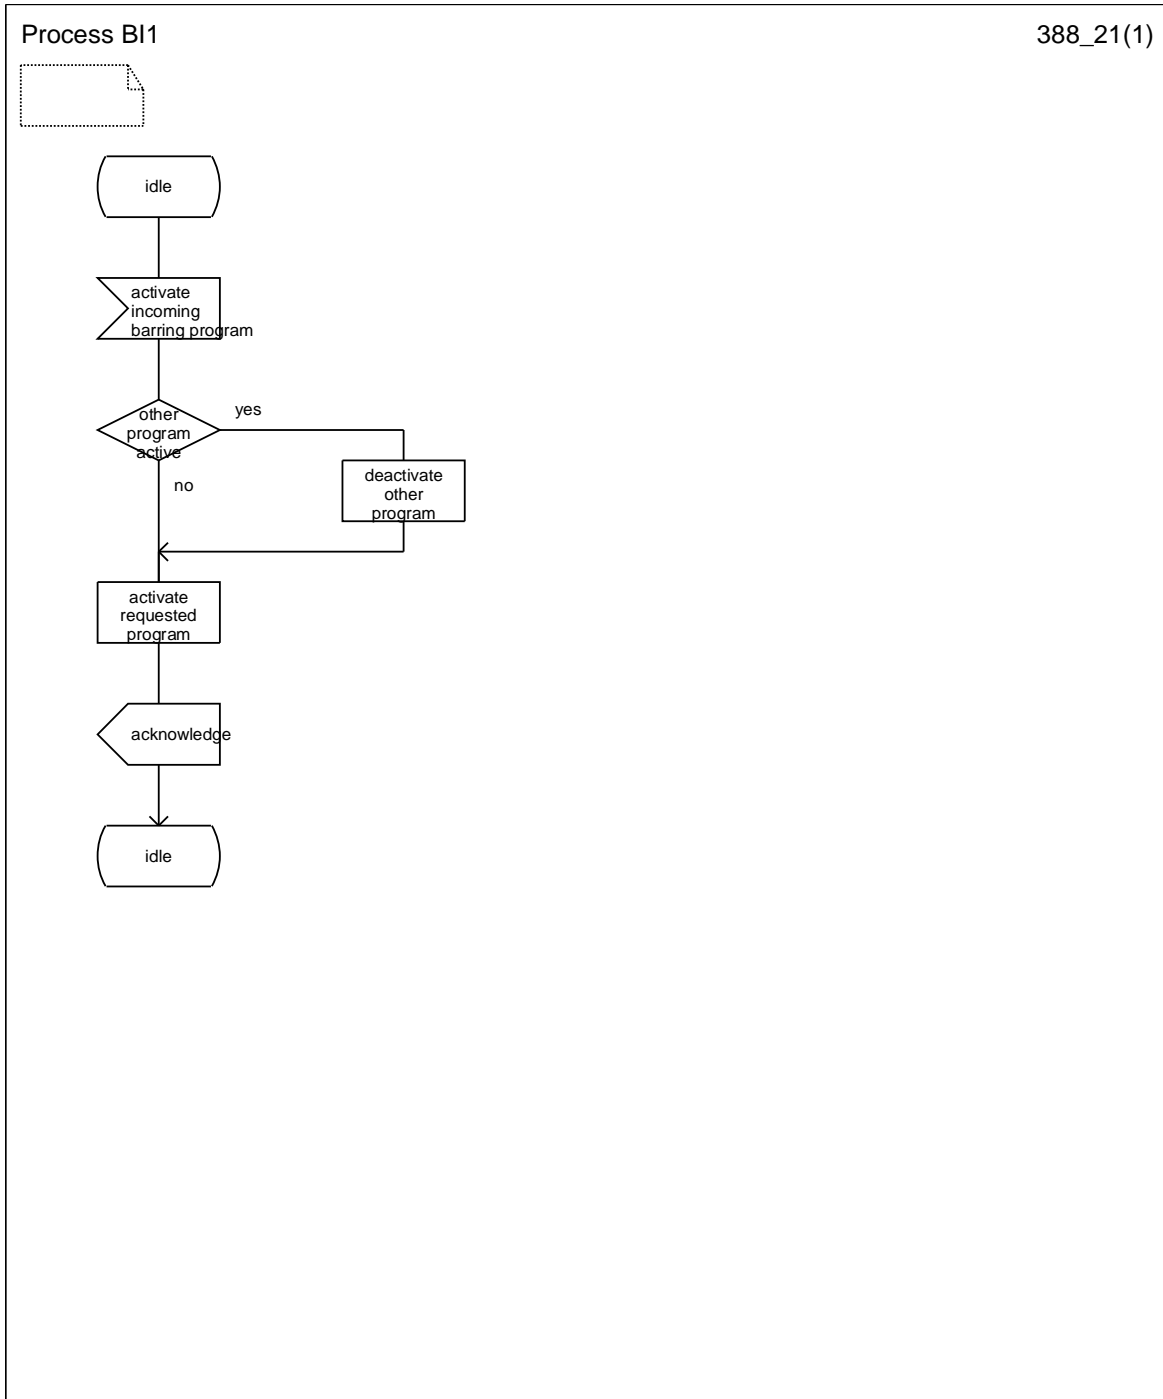 Process BI1
388_21(1)
idle
activate
incoming
barring program
other
program
active
yes
no
deactivate
other
program
activate
requested
program
acknowledge
idle